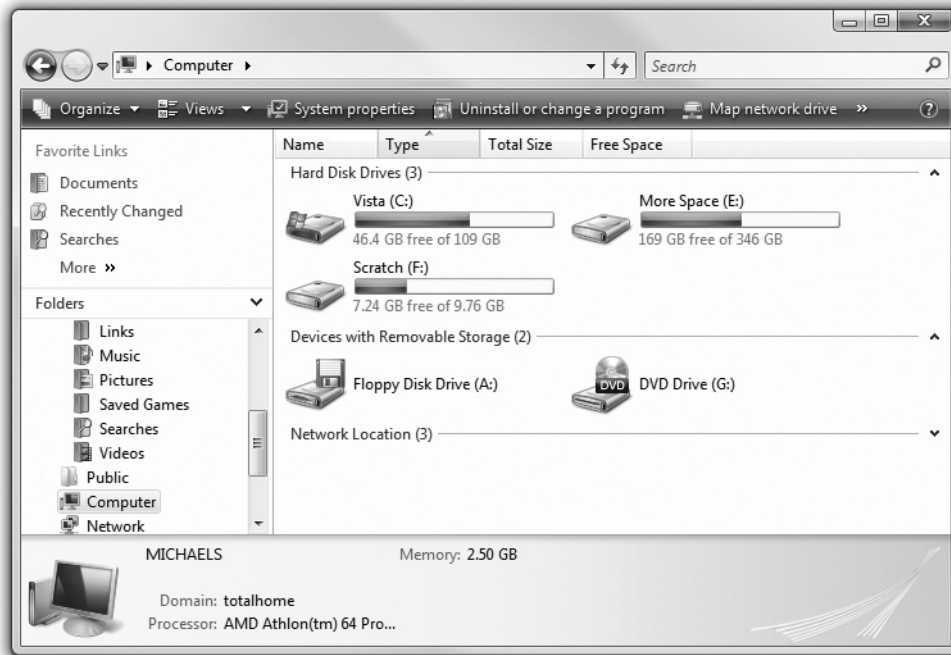 Computer
Search
Organize Views System properties Uninstall or change a program Map network drive
Favorite Links
Documents
Recently Changed
Searches
More
Folders
Links
Music
Pictures
Saved Games
Searches
Videos
Public
Computer
Network
Name Type Total Size Free Space
Hard Disk Drives (3)
Vista (C:)
46.4 GB free of 109 GB
More Space (E:)
169 GB free of 346 GB
Scratch (F:)
7.24 GB free of 9.76 GB
Devices with Removable Storage (2)
Floppy Disk Drive (A:)
DVD
DVD Drive (G:)
Network Location (3)
MICHAELS Memory: 2.50 GB
Domain: totalhome
Processor: AMD Athlon(tm) 64 Pro...